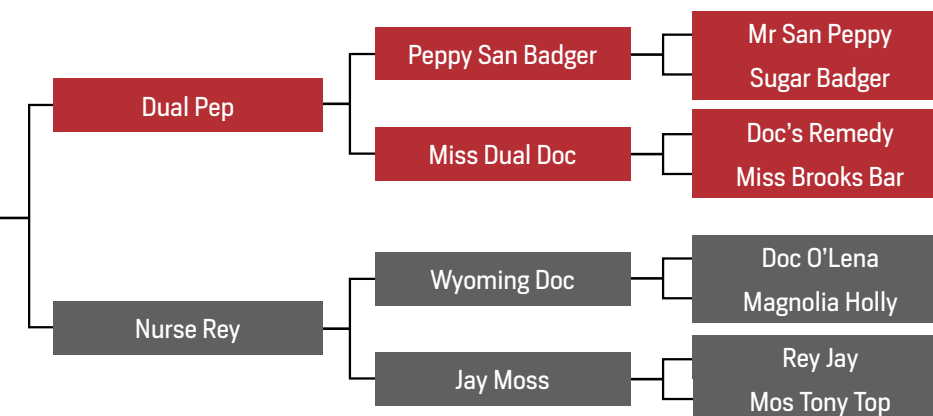 Dual Pep
Peppy San Badger
Mr San Peppy
Sugar Badger
Miss Dual Doc
Doc's Remedy
Miss Brooks Bar
Nurse Rey
Wyoming Doc
Doc O'Lena
Magnolia Holly
Jay Moss
Rey Jay
Mos Tony Top